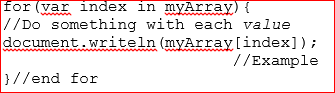 for(var index in myArray){
//Do something with each value
document.writeln(myArray[index]);
//Example
}//end for